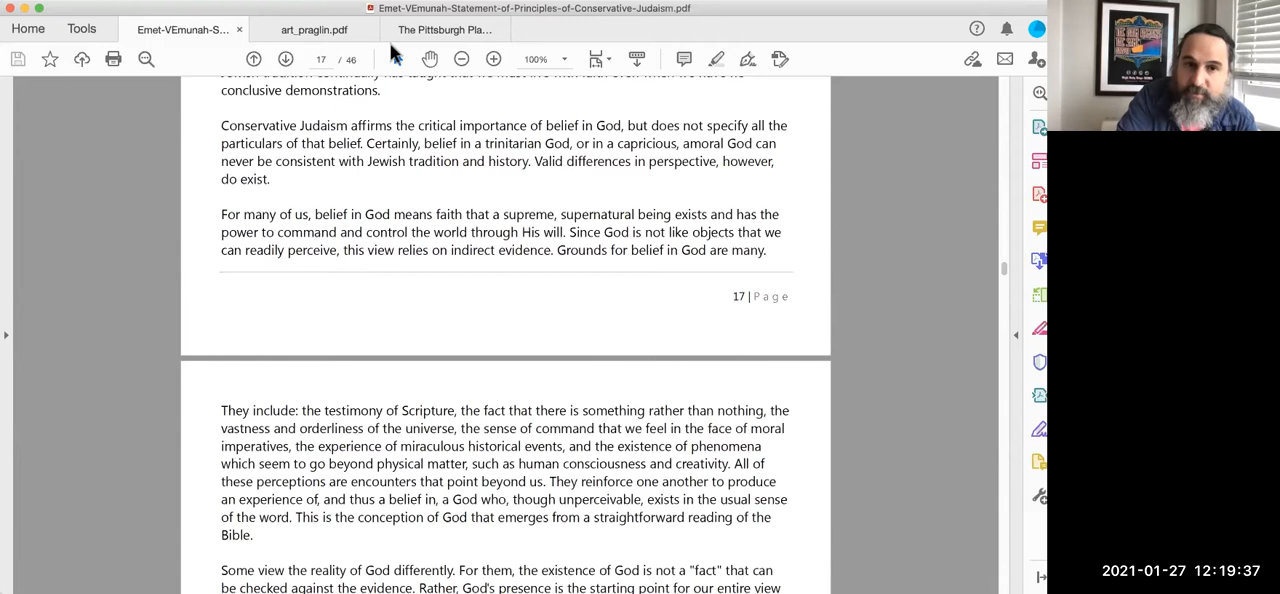 Emet-VEmunah-Statement-of-Principles-of-Conservative-Judaism.pdf
Home Tools Emet-VEmunah-S... × art_praglin.pdf The Pittsburgh Pla...
17 / 46 100%
conclusive demonstrations.
Conservative Judaism affirms the critical importance of belief in God, but does not specify all the
particulars of that belief. Certainly, belief in a trinitarian God, or in a capricious, amoral God can
never be consistent with Jewish tradition and history. Valid differences in perspective, however,
do exist.
For many of us, belief in God means faith that a supreme, supernatural being exists and has the
power to command and control the world through His will. Since God is not like objects that we
can readily perceive, this view relies on indirect evidence. Grounds for belief in God are many.
17 | Page
They include: the testimony of Scripture, the fact that there is something rather than nothing, the
vastness and orderliness of the universe, the sense of command that we feel in the face of moral
imperatives, the experience of miraculous historical events, and the existence of phenomena
which seem to go beyond physical matter, such as human consciousness and creativity. All of
these perceptions are encounters that point beyond us. They reinforce one another to produce
an experience of, and thus a belief in, a God who, though unperceivable, exists in the usual sense
of the word. This is the conception of God that emerges from a straightforward reading of the
Bible.
Some view the reality of God differently. For them, the existence of God is not a "fact" that can
be checked against the evidence. Rather, God's presence is the starting point for our entire view
2021-01-27 12:19:37